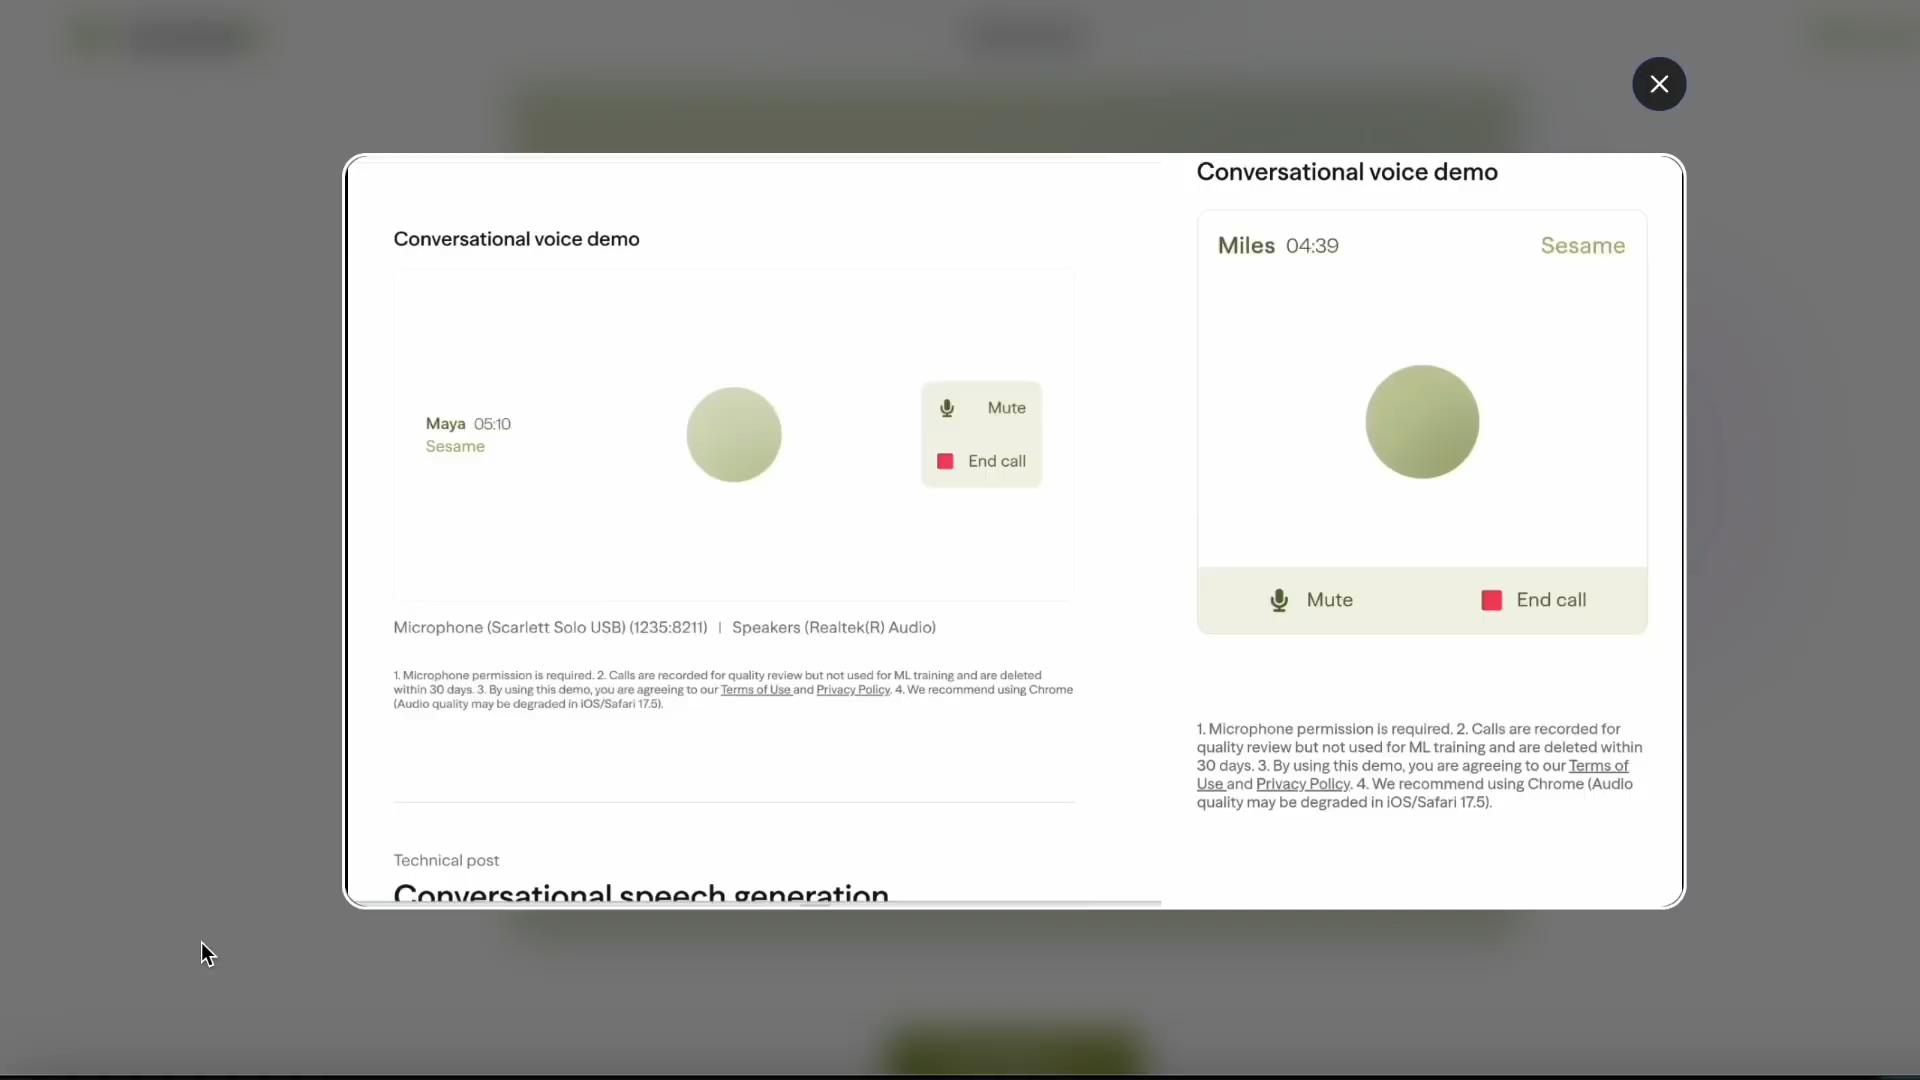 Conversational voice demo
Maya 05:10
Sesame
Mute
End call
Microphone (Scarlett Solo USB) (1235:8211) | Speakers (Realtek(R) Audio)
1. Microphone permission is required. 2. Calls are recorded for quality review but not used for ML training and are deleted
within 30 days. 3. By using this demo, you are agreeing to our Terms of Use and Privacy Policy. 4. We recommend using Chrome
(Audio quality may be degraded in iOS/Safari 17.5).
Technical post
Conversational speech generation
Conversational voice demo
Miles 04:39
Sesame
Mute
End call
1. Microphone permission is required. 2. Calls are recorded for
quality review but not used for ML training and are deleted within
30 days. 3. By using this demo, you are agreeing to our Terms of
Use and Privacy Policy. 4. We recommend using Chrome (Audio
quality may be degraded in iOS/Safari 17.5).